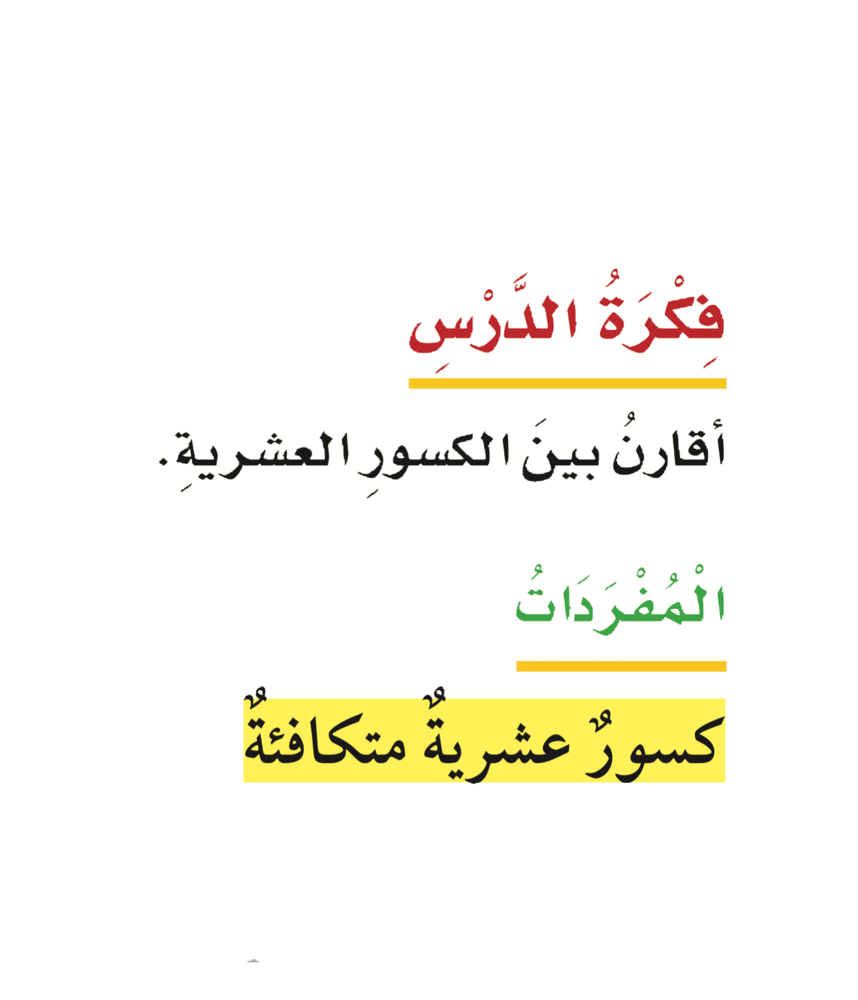 فِكْرَةُ الدَّرْسِ
أقارنُ بينَ الكسورِ العشريةِ.
الْمُفْرَدَاتُ
كسورٌ عشريةٌ متكافئةٌ